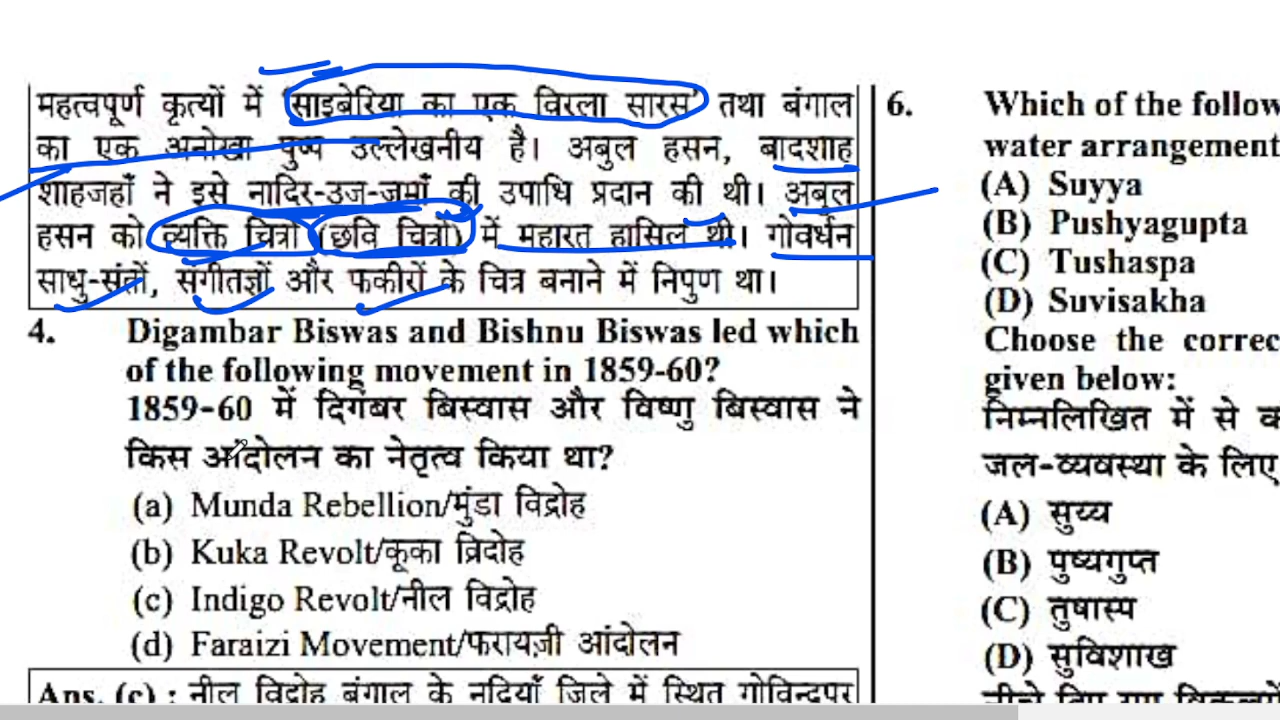 महत्वपूर्ण कृत्यों में 'साइबेरिया का एक विरला सारस' तथा बंगाल
का एक अनोखा पुष्प उल्लेखनीय है। अबुल हसन, बादशाह
शाहजहाँ ने इसे नादिर-उज-जमाँ की उपाधि प्रदान की थी। अबुल
हसन को व्यक्ति चित्रों (छवि चित्रों) में महारत हासिल थी। गोवर्धन
साधु-संतों, संगीतज्ञों और फकीरों के चित्र बनाने में निपुण था।
4. Digambar Biswas and Bishnu Biswas led which
of the following movement in 1859-60?
1859-60 में दिगंबर बिस्वास और विष्णु बिस्वास ने
किस आंदोलन का नेतृत्व किया था?
(a) Munda Rebellion/मुंडा विद्रोह
(b) Kuka Revolt/कूका व्रिदोह
(c) Indigo Revolt/नील विद्रोह
(d) Faraizi Movement/फरायज़ी आंदोलन
Ans. (c) : नील विद्रोह बंगाल के नदियाँ जिले में स्थित गोविन्दपुर
6. Which of the follow
water arrangement
(A) Suyya
(B) Pushyagupta
(C) Tushaspa
(D) Suvisakha
Choose the correc
given below:
निम्नलिखित में से क
जल-व्यवस्था के लिए
(A) सुय्य
(B) पुष्यगुप्त
(C) तुषास्प
(D) सुविशाख
नीचे दिए गए विकल्पों